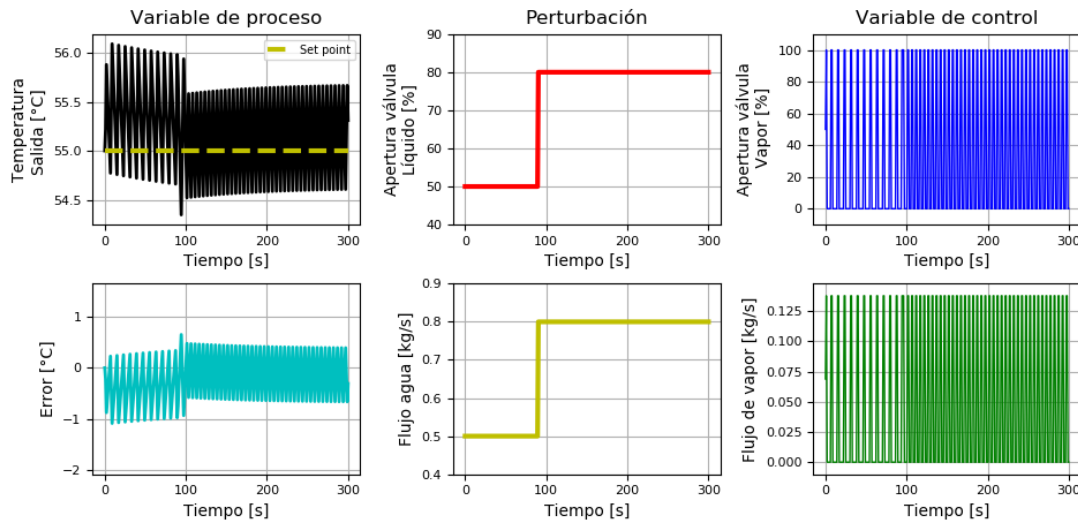 Variable de proceso
Temperatura
Salida [°C]
56.0
55.5
55.0
54.5
Set point
0
100
200
300
Tiempo [s]
Perturbación
Apertura válvula
Líquido [%]
90
80
70
60
50
40
0
100
200
300
Tiempo [s]
Variable de control
Apertura válvula
Vapor [%]
100
80
60
40
20
0
0
100
200
300
Tiempo [s]
Error [°C]
1
0
−1
−2
0
100
200
300
Tiempo [s]
Flujo agua [kg/s]
0.9
0.8
0.7
0.6
0.5
0.4
0
100
200
300
Tiempo [s]
Flujo de vapor [kg/s]
0.125
0.100
0.075
0.050
0.025
0.000
0
100
200
300
Tiempo [s]